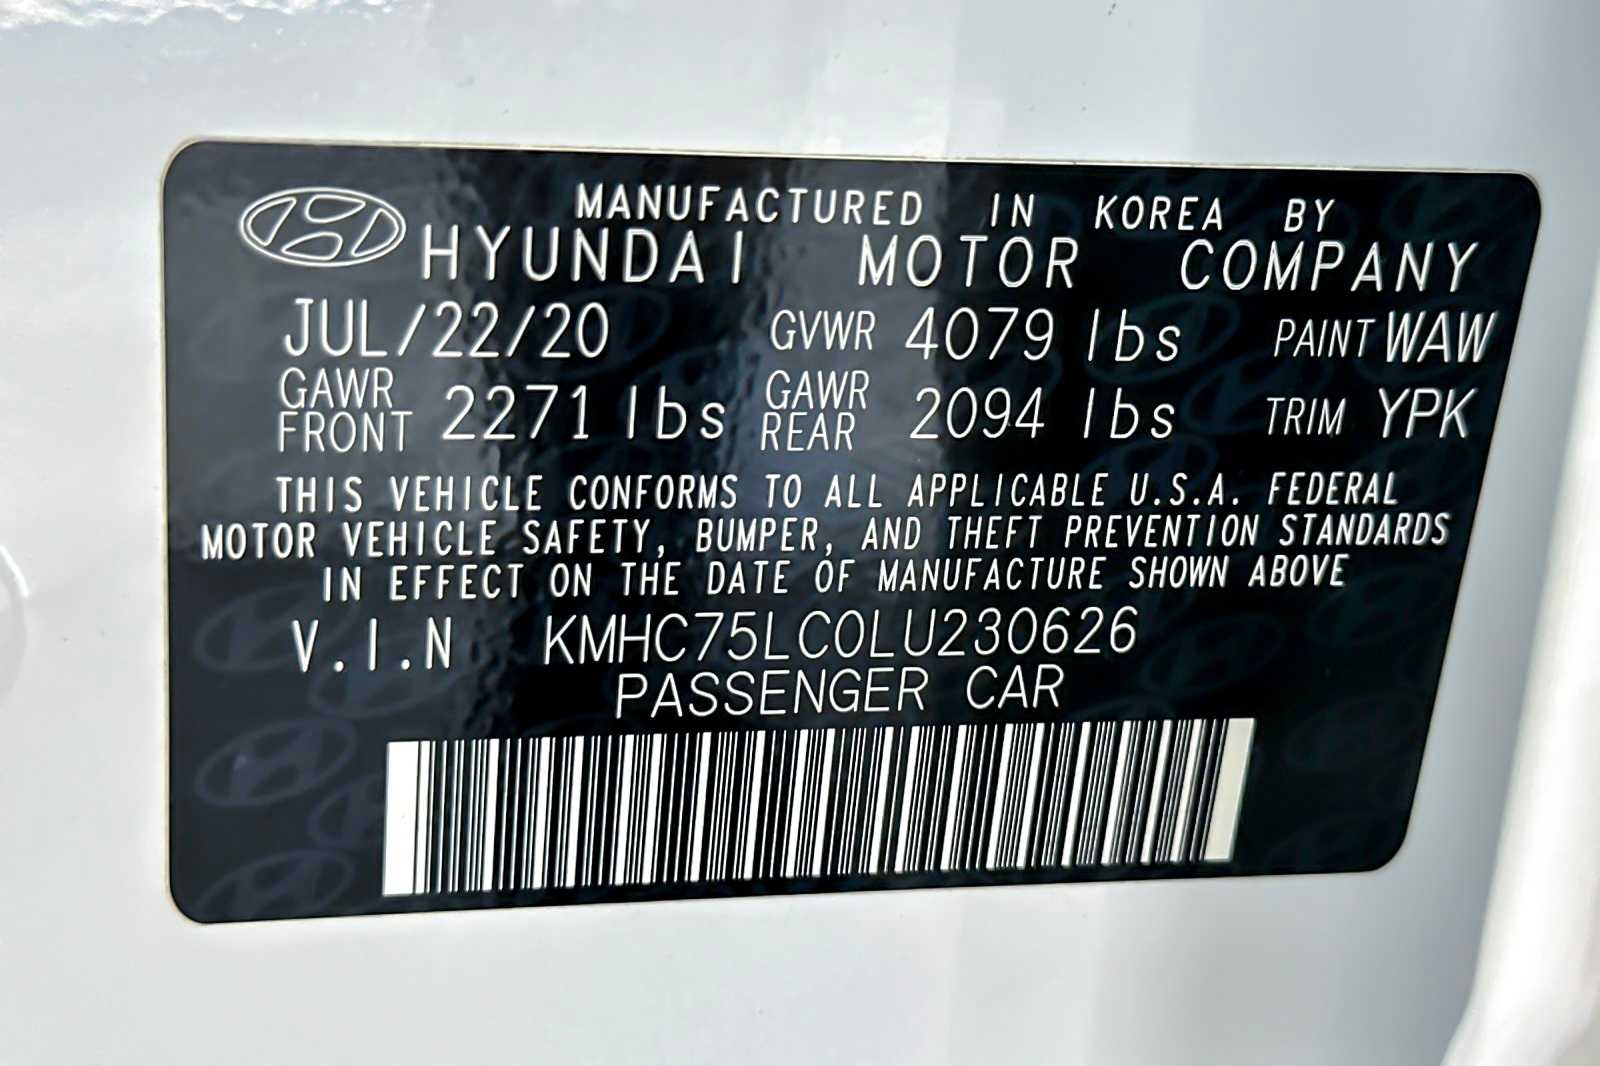 MANUFACTURED IN KOREA BY
HYUNDAI MOTOR COMPANY
JUL/22/20 GVWR 4079 lbs PAINT WAW
GAWR FRONT 2271 lbs GAWR REAR 2094 lbs TRIM YPK
THIS VEHICLE CONFORMS TO ALL APPLICABLE U.S.A. FEDERAL
MOTOR VEHICLE SAFETY, BUMPER, AND THEFT PREVENTION STANDARDS
IN EFFECT ON THE DATE OF MANUFACTURE SHOWN ABOVE
V.I.N KMHC75LC0LU230626
PASSENGER CAR